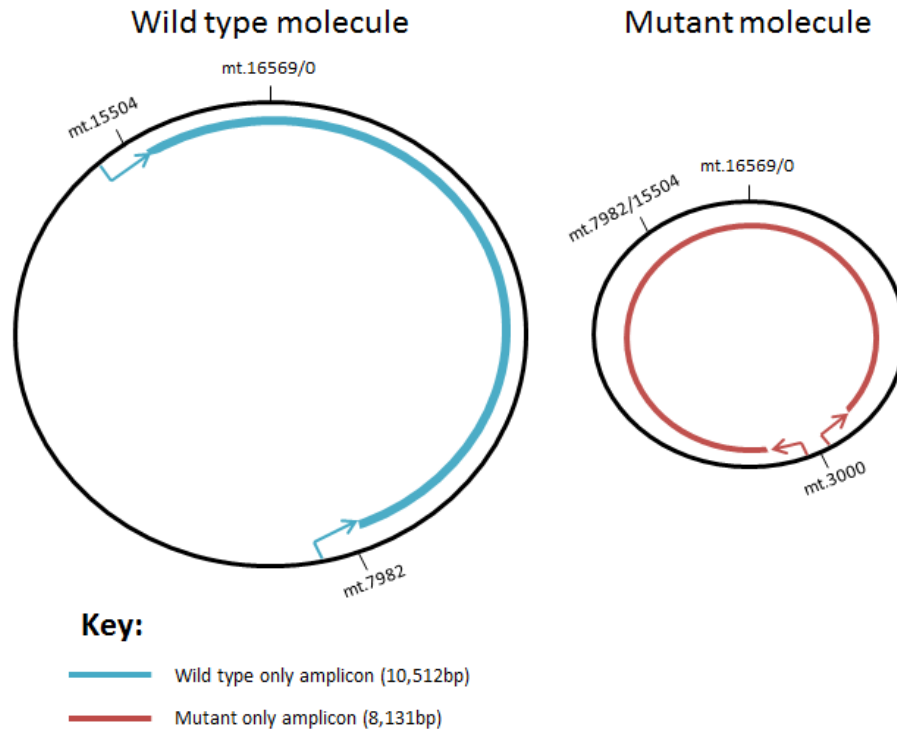 Wild type molecule
Mutant molecule
mt.16569/0
mt.15504
mt.7982
mt.16569/0
mt.7982/15504
mt.3000
Key:
Wild type only amplicon (10,512bp)
Mutant only amplicon (8,131bp)